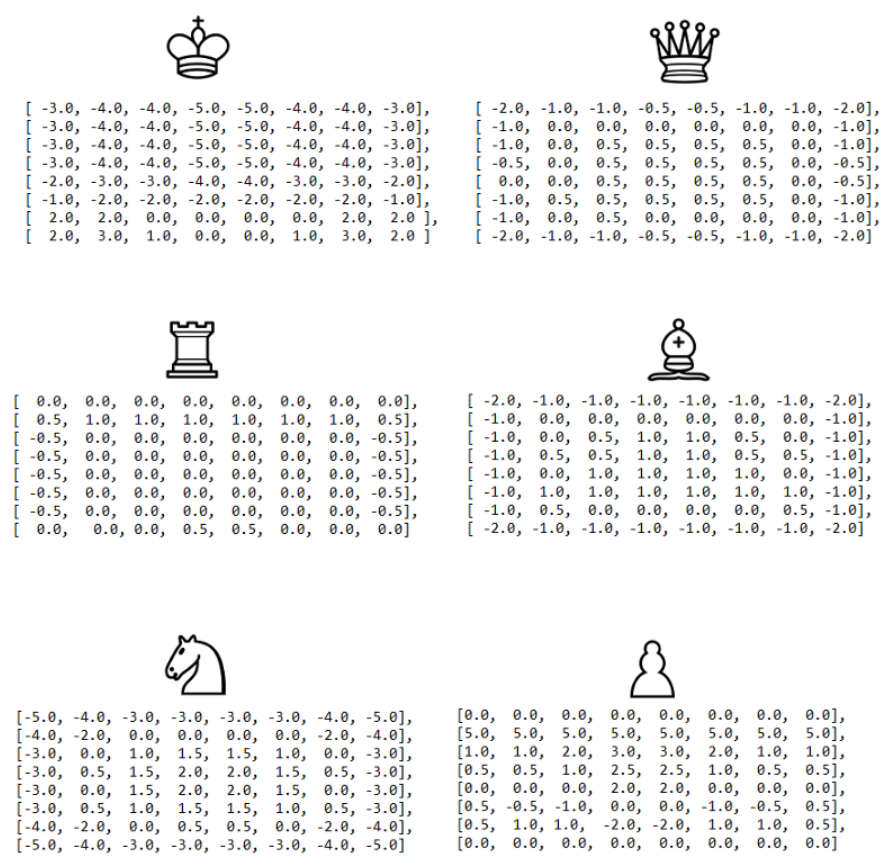 [ -3.0, -4.0, -4.0, -5.0, -5.0, -4.0, -4.0, -3.0],
[ -3.0, -4.0, -4.0, -5.0, -5.0, -4.0, -4.0, -3.0],
[ -3.0, -4.0, -4.0, -5.0, -5.0, -4.0, -4.0, -3.0],
[ -3.0, -4.0, -4.0, -5.0, -5.0, -4.0, -4.0, -3.0],
[ -2.0, -3.0, -3.0, -4.0, -4.0, -3.0, -3.0, -2.0],
[ -1.0, -2.0, -2.0, -2.0, -2.0, -2.0, -2.0, -1.0],
[ 2.0, 2.0, 0.0, 0.0, 0.0, 0.0, 2.0, 2.0 ],
[ 2.0, 3.0, 1.0, 0.0, 0.0, 1.0, 3.0, 2.0 ]
[ -2.0, -1.0, -1.0, -0.5, -0.5, -1.0, -1.0, -2.0],
[ -1.0, 0.0, 0.0, 0.0, 0.0, 0.0, 0.0, -1.0],
[ -1.0, 0.0, 0.5, 0.5, 0.5, 0.5, 0.0, -1.0],
[ -0.5, 0.0, 0.5, 0.5, 0.5, 0.5, 0.0, -0.5],
[ 0.0, 0.0, 0.5, 0.5, 0.5, 0.5, 0.0, -0.5],
[ -1.0, 0.5, 0.5, 0.5, 0.5, 0.5, 0.0, -1.0],
[ -1.0, 0.0, 0.5, 0.0, 0.0, 0.0, 0.0, -1.0],
[ -2.0, -1.0, -1.0, -0.5, -0.5, -1.0, -1.0, -2.0]
[ 0.0, 0.0, 0.0, 0.0, 0.0, 0.0, 0.0, 0.0],
[ 0.5, 1.0, 1.0, 1.0, 1.0, 1.0, 1.0, 0.5],
[ -0.5, 0.0, 0.0, 0.0, 0.0, 0.0, 0.0, -0.5],
[ -0.5, 0.0, 0.0, 0.0, 0.0, 0.0, 0.0, -0.5],
[ -0.5, 0.0, 0.0, 0.0, 0.0, 0.0, 0.0, -0.5],
[ -0.5, 0.0, 0.0, 0.0, 0.0, 0.0, 0.0, -0.5],
[ -0.5, 0.0, 0.0, 0.0, 0.0, 0.0, 0.0, -0.5],
[ 0.0, 0.0, 0.0, 0.5, 0.5, 0.0, 0.0, 0.0]
[ -2.0, -1.0, -1.0, -1.0, -1.0, -1.0, -1.0, -2.0],
[ -1.0, 0.0, 0.0, 0.0, 0.0, 0.0, 0.0, -1.0],
[ -1.0, 0.0, 0.5, 1.0, 1.0, 0.5, 0.0, -1.0],
[ -1.0, 0.5, 0.5, 1.0, 1.0, 0.5, 0.5, -1.0],
[ -1.0, 0.0, 1.0, 1.0, 1.0, 1.0, 0.0, -1.0],
[ -1.0, 1.0, 1.0, 1.0, 1.0, 1.0, 1.0, -1.0],
[ -1.0, 0.5, 0.0, 0.0, 0.0, 0.0, 0.5, -1.0],
[ -2.0, -1.0, -1.0, -1.0, -1.0, -1.0, -1.0, -2.0]
[-5.0, -4.0, -3.0, -3.0, -3.0, -3.0, -4.0, -5.0],
[-4.0, -2.0, 0.0, 0.0, 0.0, 0.0, -2.0, -4.0],
[-3.0, 0.0, 1.0, 1.5, 1.5, 1.0, 0.0, -3.0],
[-3.0, 0.5, 1.5, 2.0, 2.0, 1.5, 0.5, -3.0],
[-3.0, 0.0, 1.5, 2.0, 2.0, 1.5, 0.0, -3.0],
[-3.0, 0.5, 1.0, 1.5, 1.5, 1.0, 0.5, -3.0],
[-4.0, -2.0, 0.0, 0.5, 0.5, 0.0, -2.0, -4.0],
[-5.0, -4.0, -3.0, -3.0, -3.0, -3.0, -4.0, -5.0]
[0.0, 0.0, 0.0, 0.0, 0.0, 0.0, 0.0, 0.0],
[5.0, 5.0, 5.0, 5.0, 5.0, 5.0, 5.0, 5.0],
[1.0, 1.0, 2.0, 3.0, 3.0, 2.0, 1.0, 1.0],
[0.5, 0.5, 1.0, 2.5, 2.5, 1.0, 0.5, 0.5],
[0.0, 0.0, 0.0, 2.0, 2.0, 0.0, 0.0, 0.0],
[0.5, -0.5, -1.0, 0.0, 0.0, -1.0, -0.5, 0.5],
[0.5, 1.0, 1.0, -2.0, -2.0, 1.0, 1.0, 0.5],
[0.0, 0.0, 0.0, 0.0, 0.0, 0.0, 0.0, 0.0]